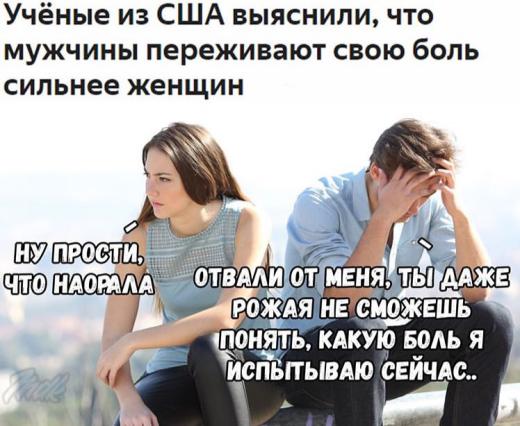 Учёные из США выяснили, что
мужчины переживают свою боль
сильнее женщин
НУ ПРОСТИ,
ЧТО НАОРАЛА
ОТВАЛИ ОТ МЕНЯ, ТЫ ДАЖЕ
РОЖАЯ НЕ СМОЖЕШЬ
ПОНЯТЬ, КАКУЮ БОЛЬ Я
ИСПЫТЫВАЮ СЕЙЧАС..